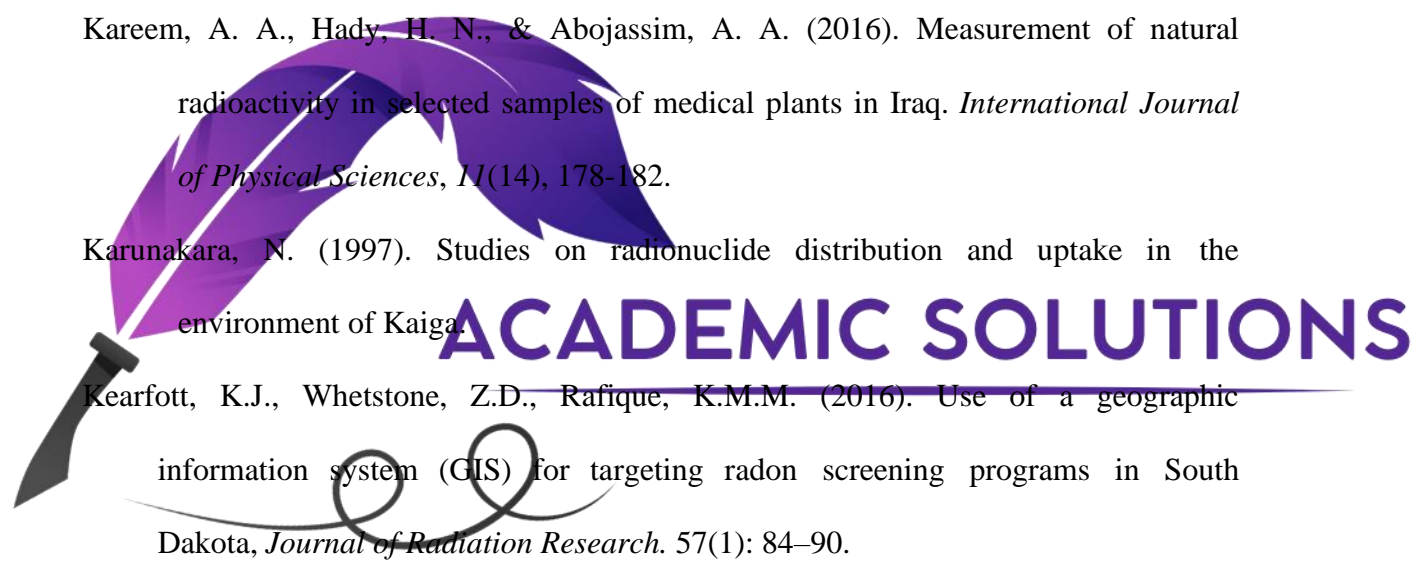 Kareem, A. A., Hady, H. N., & Abojassim, A. A. (2016). Measurement of natural
radioactivity in selected samples of medical plants in Iraq. International Journal
of Physical Sciences, 11(14), 178-182.
Karunakara, N. (1997). Studies on radionuclide distribution and uptake in the
environment of Kaiga.
ACADEMIC SOLUTIONS
Kearfott, K.J., Whetstone, Z.D., Rafique, K.M.M. (2016). Use of a geographic
information system (GIS) for targeting radon screening programs in South
Dakota, Journal of Radiation Research. 57(1): 84–90.